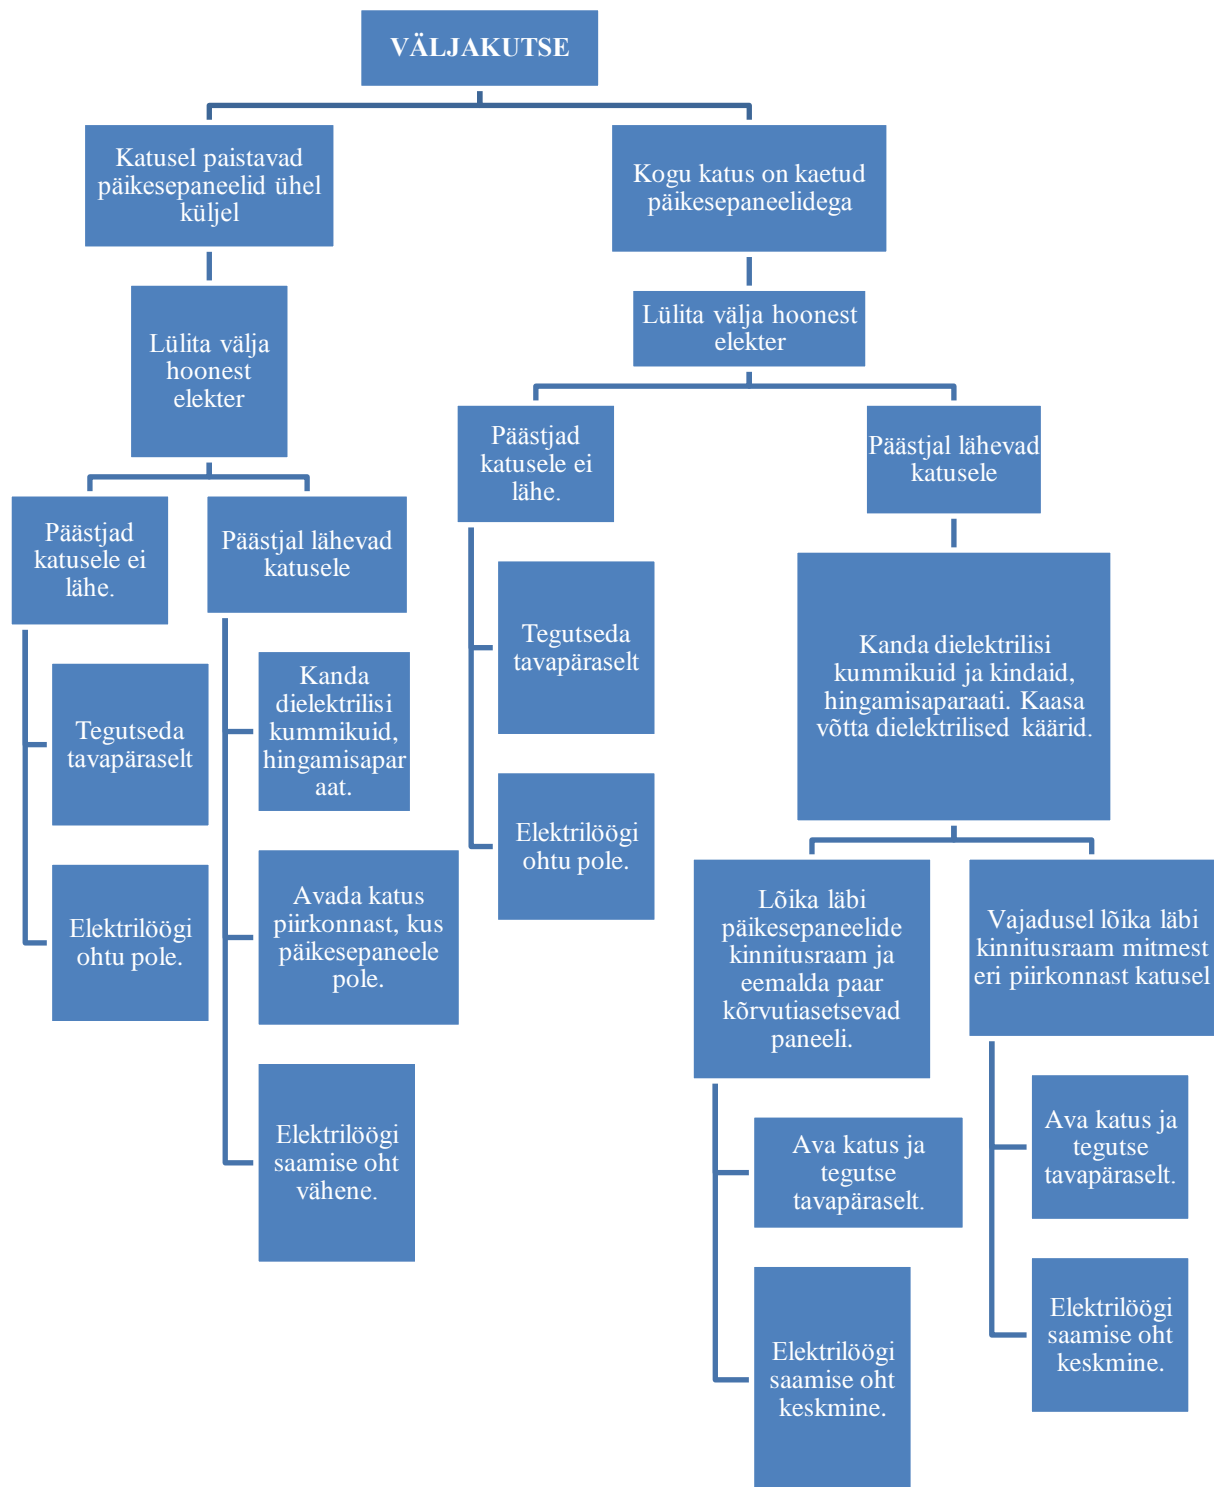 VÄLJAKUTSE
Katusel paistavad
päikesepaneelid ühel
küljel
Lülita välja
hoonest
elekter
Päästjad
katusele ei
lähe.
Tegutseda
tavapäraselt
Elektrilöögi
ohtu pole.
Päästjal lähevad
katusele
Kanda
dielektrilisi
kummikuid,
hingamisapar
aat.
Avada katus
piirkonnast, kus
päikesepaneele
pole.
Elektrilöögi
saamise oht
vähene.
Kogu katus on kaetud
päikesepaneelidega
Lülita välja hoonest
elekter
Päästjad
katusele ei
lähe.
Tegutseda
tavapäraselt
Elektrilöögi
ohtu pole.
Päästjal lähevad
katusele
Kanda dielektrilisi
kummikuid ja kindaid,
hingamisaparaati. Kaasa
võtta dielektrilised käärid.
Lõika läbi
päikesepaneelide
kinnitusraam ja
eemalda paar
kõrvutiasetsevad
paneeli.
Ava katus ja
tegutse
tavapäraselt.
Elektrilöögi
saamise oht
keskmine.
Vajadusel lõika läbi
kinnitusraam mitmest
eri piirkonnast katusel
Ava katus ja
tegutse
tavapäraselt.
Elektrilöögi
saamise oht
keskmine.